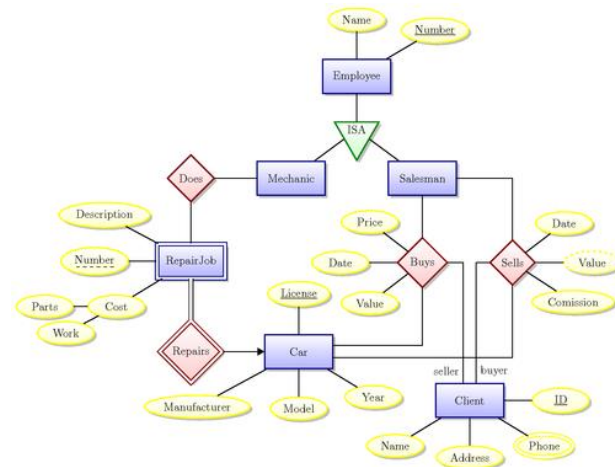 Name
Number
Employee
ISA
Does
Mechanic
Salesman
Description
Price
Date
Number
RepairJob
Date
Buys
Sells
Value
Parts
Cost
Value
Comission
Work
License
Repairs
Car
seller
buyer
Year
Client
ID
Manufacturer
Model
Name
Phone
Address